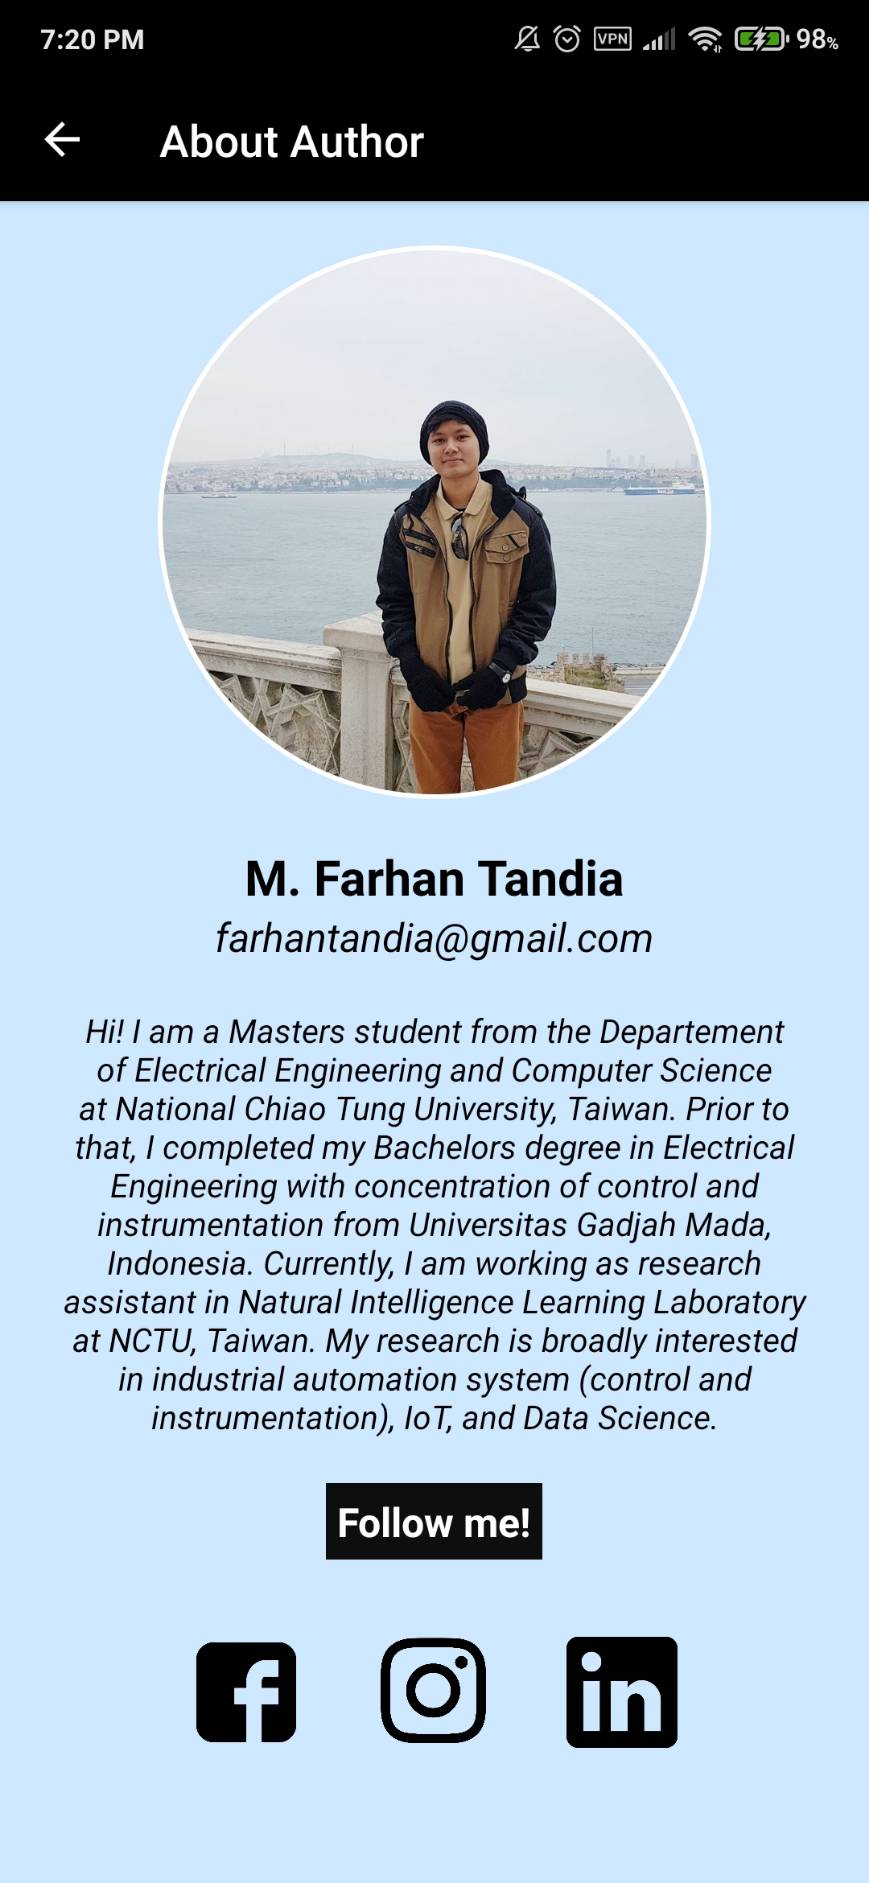 7:20 PM
VPN
98%
About Author
M. Farhan Tandia
farhantandia@gmail.com
Hi! I am a Masters student from the Departement
of Electrical Engineering and Computer Science
at National Chiao Tung University, Taiwan. Prior to
that, I completed my Bachelors degree in Electrical
Engineering with concentration of control and
instrumentation from Universitas Gadjah Mada,
Indonesia. Currently, I am working as research
assistant in Natural Intelligence Learning Laboratory
at NCTU, Taiwan. My research is broadly interested
in industrial automation system (control and
instrumentation), IoT, and Data Science.
Follow me!
f
in